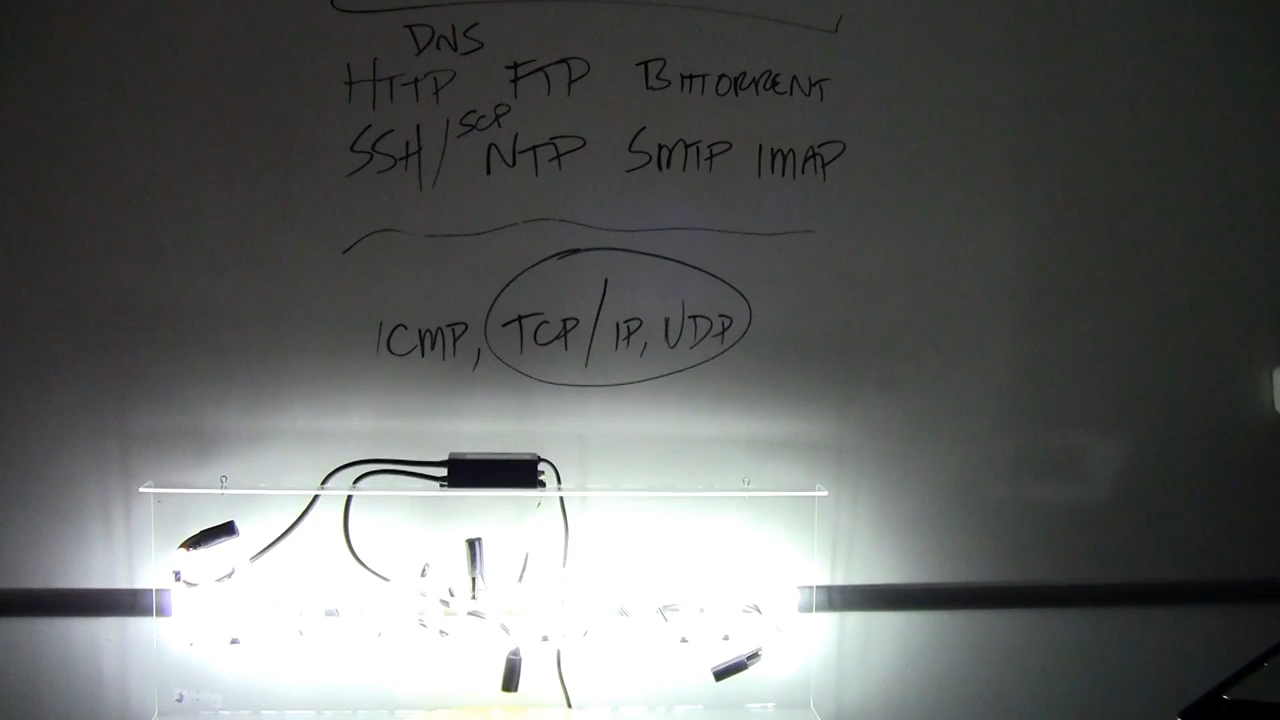 DNS
HTTP FTP BITTORRENT
SSH/SCP NTP SMTP IMAP
ICMP, TCP/IP, UDP